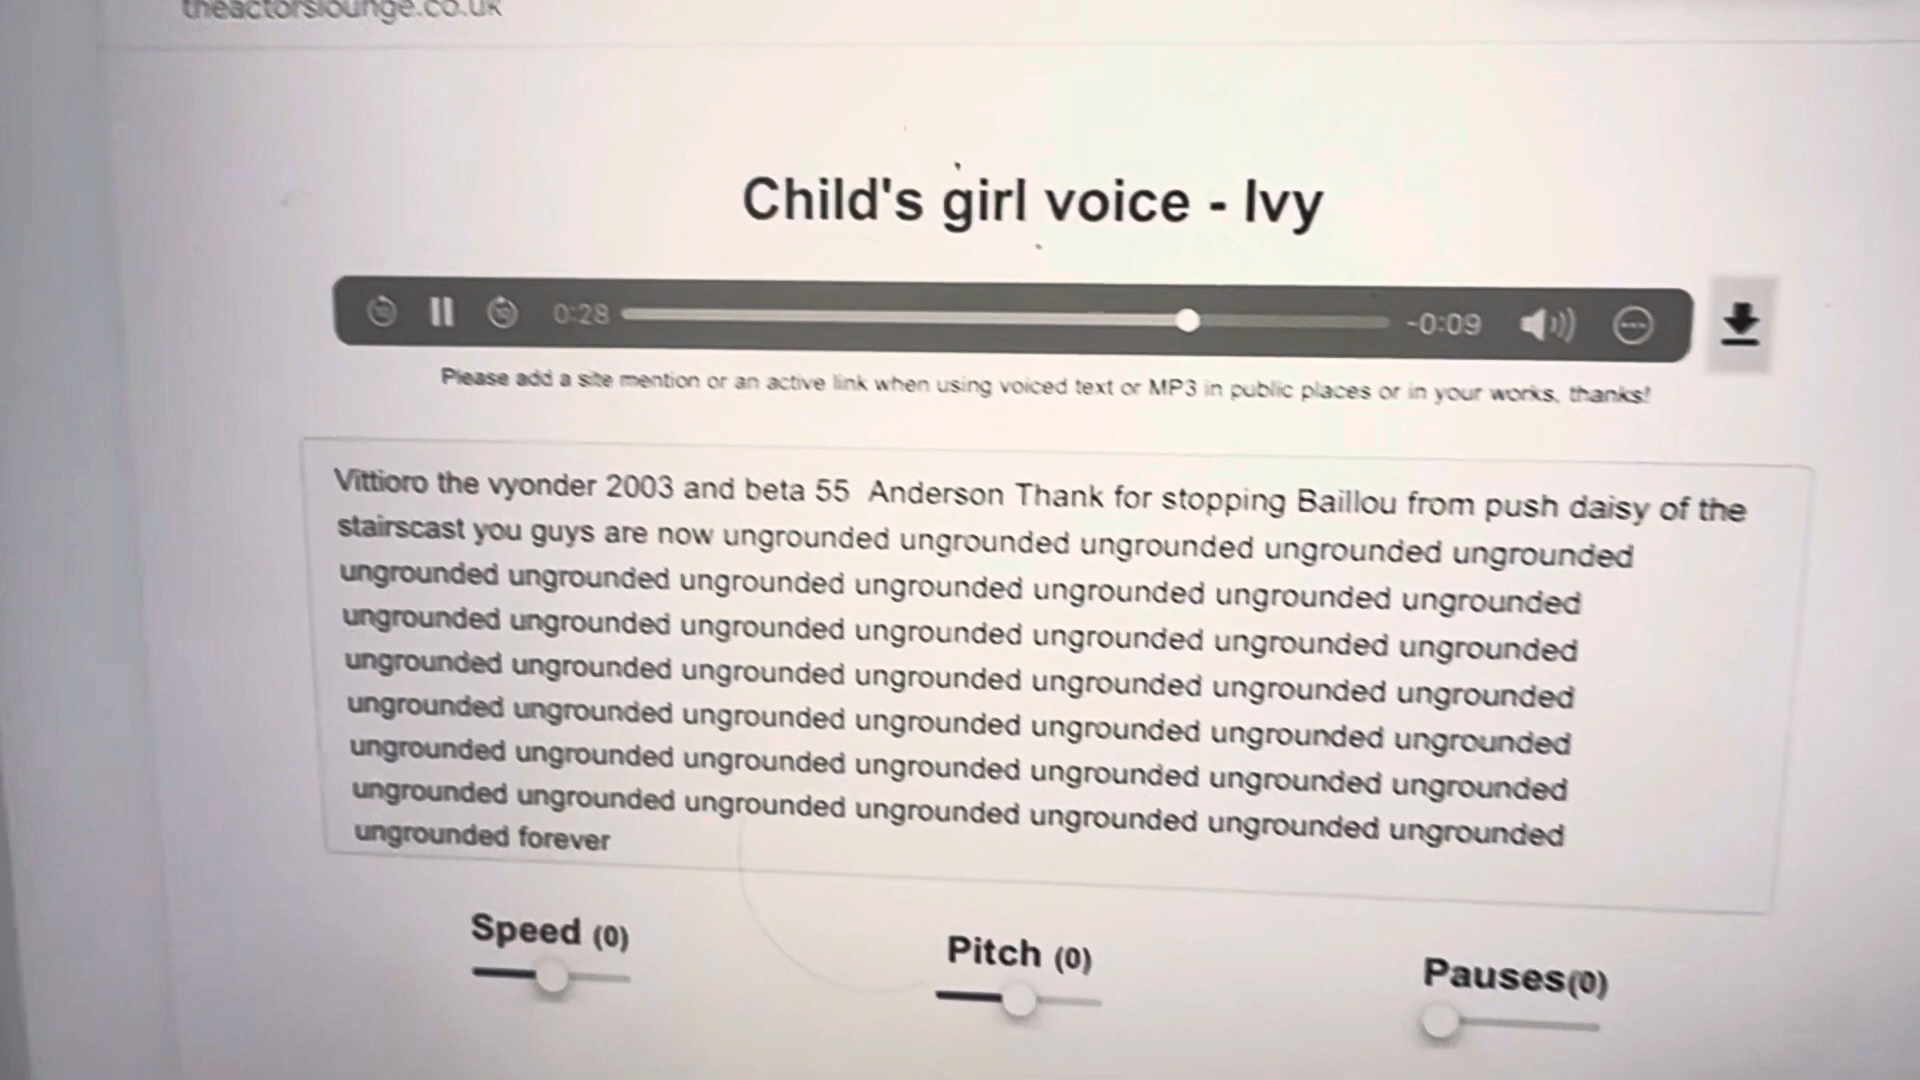 theactorslounge.co.uk
Child's girl voice - Ivy
0:28
-0:09
Please add a site mention or an active link when using voiced text or MP3 in public places or in your works, thanks!
Vittioro the vyonder 2003 and beta 55  Anderson Thank for stopping Baillou from push daisy of the
stairscast you guys are now ungrounded ungrounded ungrounded ungrounded ungrounded
ungrounded ungrounded ungrounded ungrounded ungrounded ungrounded ungrounded
ungrounded ungrounded ungrounded ungrounded ungrounded ungrounded ungrounded
ungrounded ungrounded ungrounded ungrounded ungrounded ungrounded ungrounded
ungrounded ungrounded ungrounded ungrounded ungrounded ungrounded ungrounded
ungrounded ungrounded ungrounded ungrounded ungrounded ungrounded ungrounded
ungrounded ungrounded ungrounded ungrounded ungrounded ungrounded ungrounded
ungrounded forever
Speed (0)
Pitch (0)
Pauses(0)